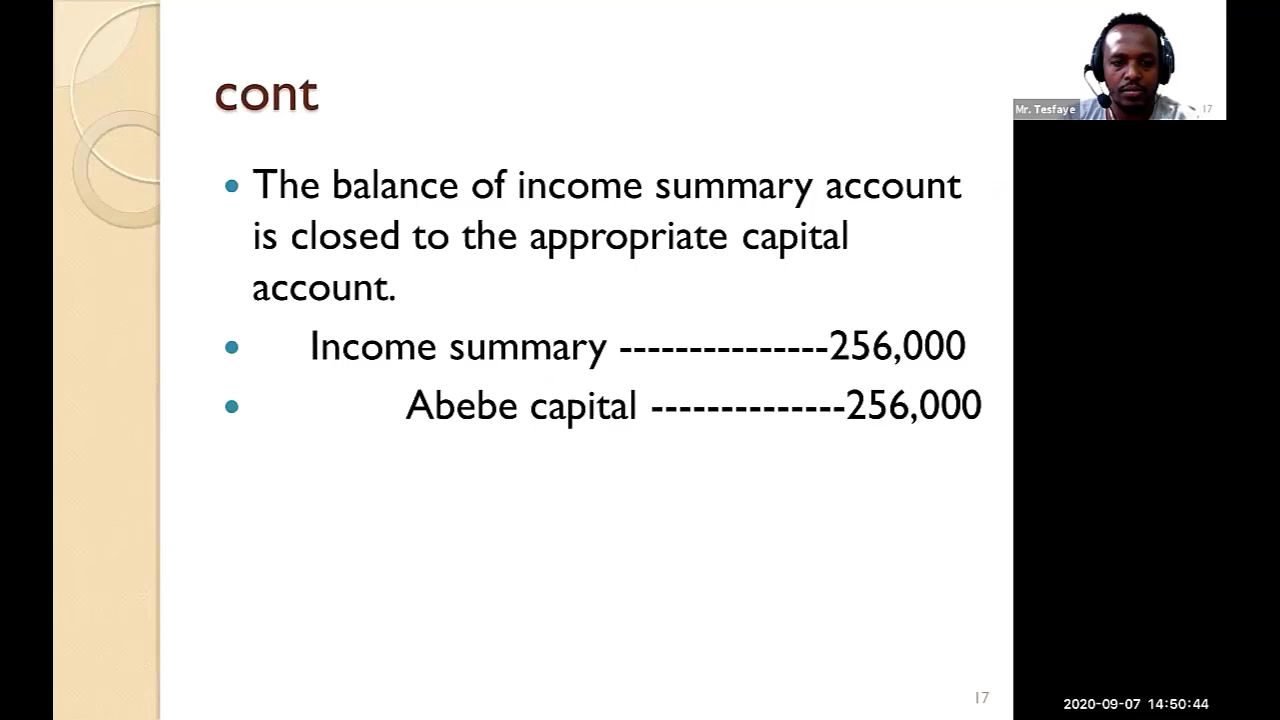 cont
• The balance of income summary account
is closed to the appropriate capital
account.
• Income summary ---------------256,000
• Abebe capital --------------256,000
17
Mr. Tesfaye
17
2020-09-07 14:50:44